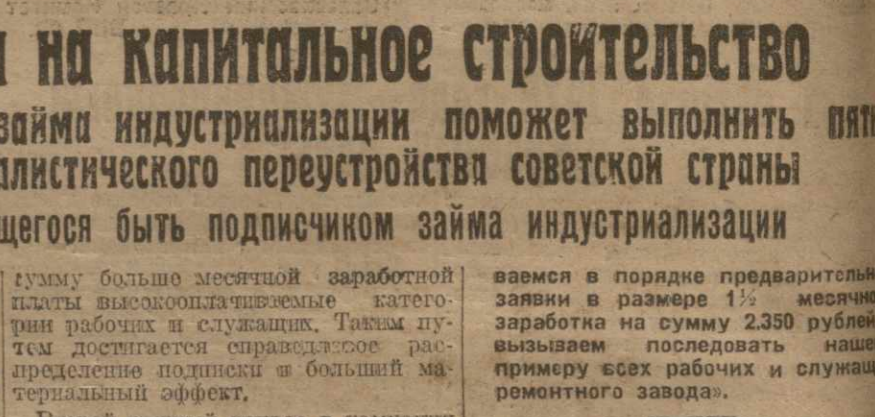 на капитальное строительство
займа индустриализации поможет выполнить пят
алистического переустройства советской страны
щегося быть подписчиком займа индустриализации
сумму больше месячной заработной
платы высокооплачиваемые катего-
рии рабочих и служащих. Таким пу-
тем достигается справедливое рас-
пределение подписки и больший ма-
териальный эффект.
ваемся в порядке предварительн
заявки в размере 1½ месячно
заработка на сумму 2.350 рублей
вызываем последовать наше
примеру всех рабочих и служащ
ремонтного завода».